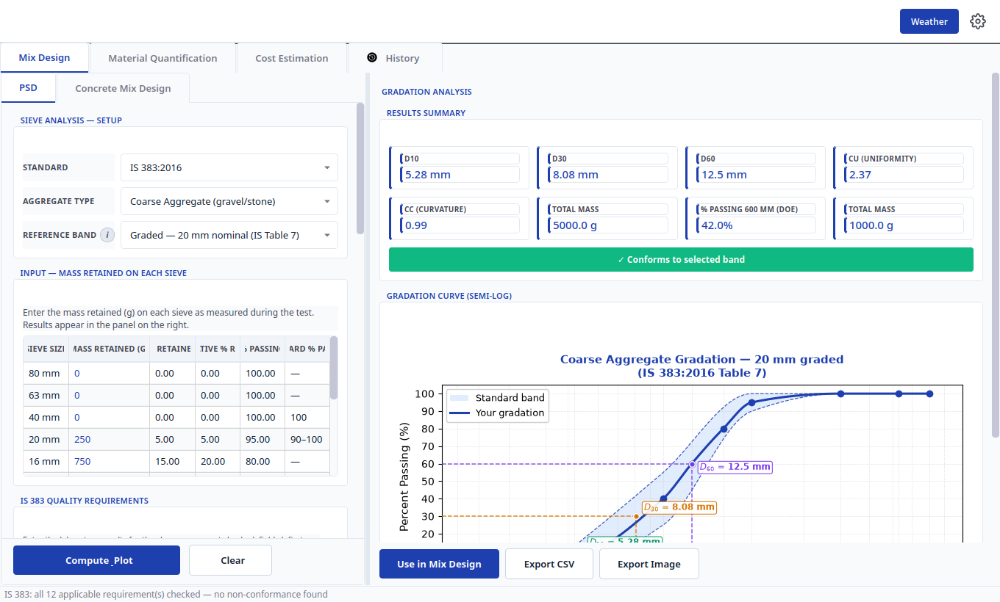 Weather
Mix Design
Material Quantification
Cost Estimation
History
PSD
Concrete Mix Design
SIEVE ANALYSIS — SETUP
STANDARD
IS 383:2016
AGGREGATE TYPE
Coarse Aggregate (gravel/stone)
REFERENCE BAND i
Graded — 20 mm nominal (IS Table 7)
INPUT — MASS RETAINED ON EACH SIEVE
Enter the mass retained (g) on each sieve as measured during the test.
Results appear in the panel on the right.
IEVE SIZE MASS RETAINED (G RETAINE TIVE % R PASSING ARD % PA
80 mm 0 0.00 0.00 100.00 —
63 mm 0 0.00 0.00 100.00 —
40 mm 0 0.00 0.00 100.00 100
20 mm 250 5.00 5.00 95.00 90–100
16 mm 750 15.00 20.00 80.00 —
IS 383 QUALITY REQUIREMENTS
Compute _Plot
Clear
GRADATION ANALYSIS
RESULTS SUMMARY
D10
5.28 mm
D30
8.08 mm
D60
12.5 mm
CU (UNIFORMITY)
2.37
CC (CURVATURE)
0.99
TOTAL MASS
5000.0 g
% PASSING 600 MM (DOE)
42.0%
TOTAL MASS
1000.0 g
✓ Conforms to selected band
GRADATION CURVE (SEMI-LOG)
Coarse Aggregate Gradation — 20 mm graded
(IS 383:2016 Table 7)
Standard band
Your gradation
Percent Passing (%)
100
90
80
70
60
50
40
30
20
D60 = 12.5 mm
D30 = 8.08 mm
= 5.28 mm
Use in Mix Design
Export CSV
Export Image
IS 383: all 12 applicable requirement(s) checked — no non-conformance found